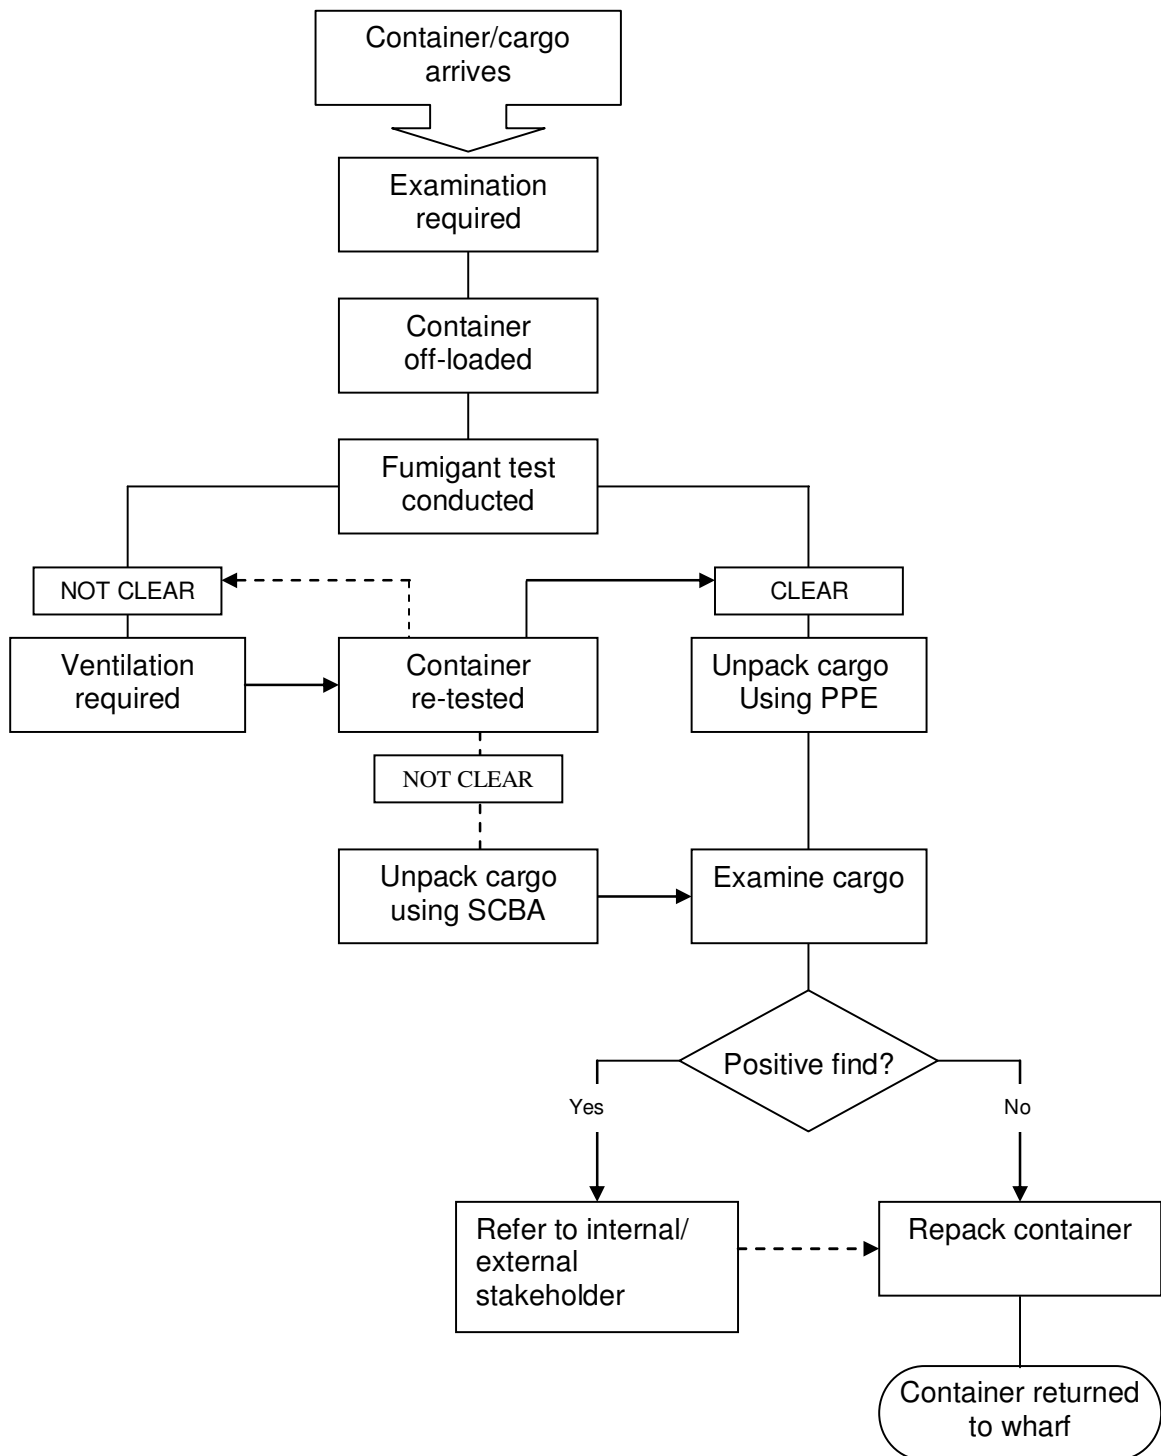 Container/cargo
arrives
Examination
required
Container
off-loaded
Fumigant test
conducted
NOT CLEAR
CLEAR
Ventilation
required
Container
re-tested
Unpack cargo
Using PPE
NOT CLEAR
Unpack cargo
using SCBA
Examine cargo
Positive find?
Yes
No
Refer to internal/
external
stakeholder
Repack container
Container returned
to wharf